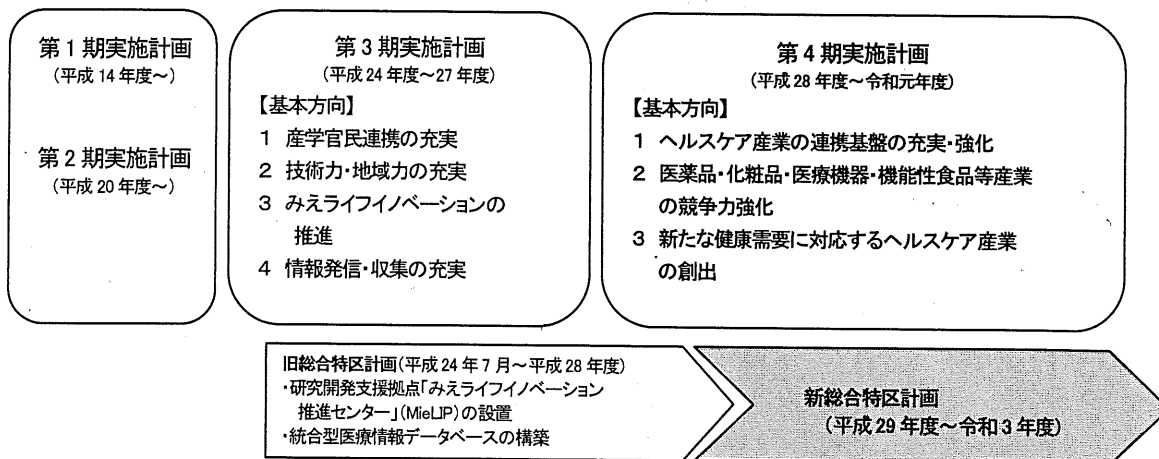 第1期実施計画
(平成14年度～)
第2期実施計画
(平成20年度～)
第3期実施計画
(平成24年度～27年度)
【基本方向】
1 産学官民連携の充実
2 技術力・地域力の充実
3 みえライフイノベーションの
推進
4 情報発信・収集の充実
第4期実施計画
(平成28年度～令和元年度)
【基本方向】
1 ヘルスケア産業の連携基盤の充実・強化
2 医薬品・化粧品・医療機器・機能性食品等産業
の競争力強化
3 新たな健康需要に対応するヘルスケア産業
の創出
旧総合特区計画(平成24年7月～平成28年度)
・研究開発支援拠点「みえライフイノベーション
推進センター」(MieLIP)の設置
・統合型医療情報データベースの構築
新総合特区計画
(平成29年度～令和3年度)